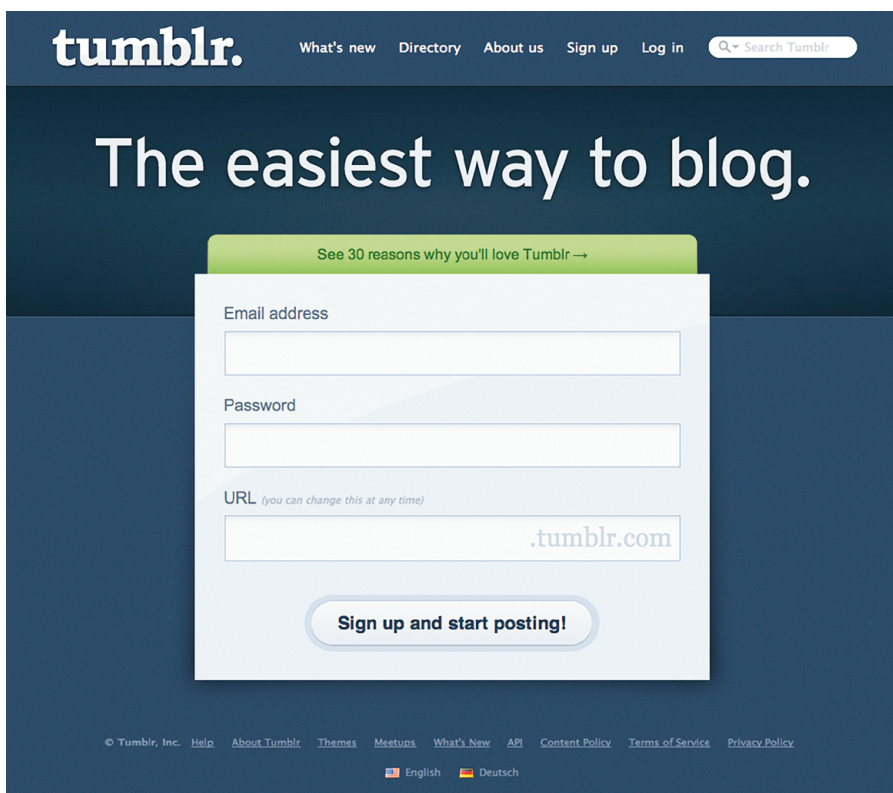 tumblr.
What's new Directory About us Sign up Log in Search Tumblr
The easiest way to blog.
See 30 reasons why you'll love Tumblr →
Email address
Password
URL (you can change this at any time)
.tumblr.com
Sign up and start posting!
© Tumblr, Inc. Help About Tumblr Themes Meetups What's New API Content Policy Terms of Service Privacy Policy
English Deutsch